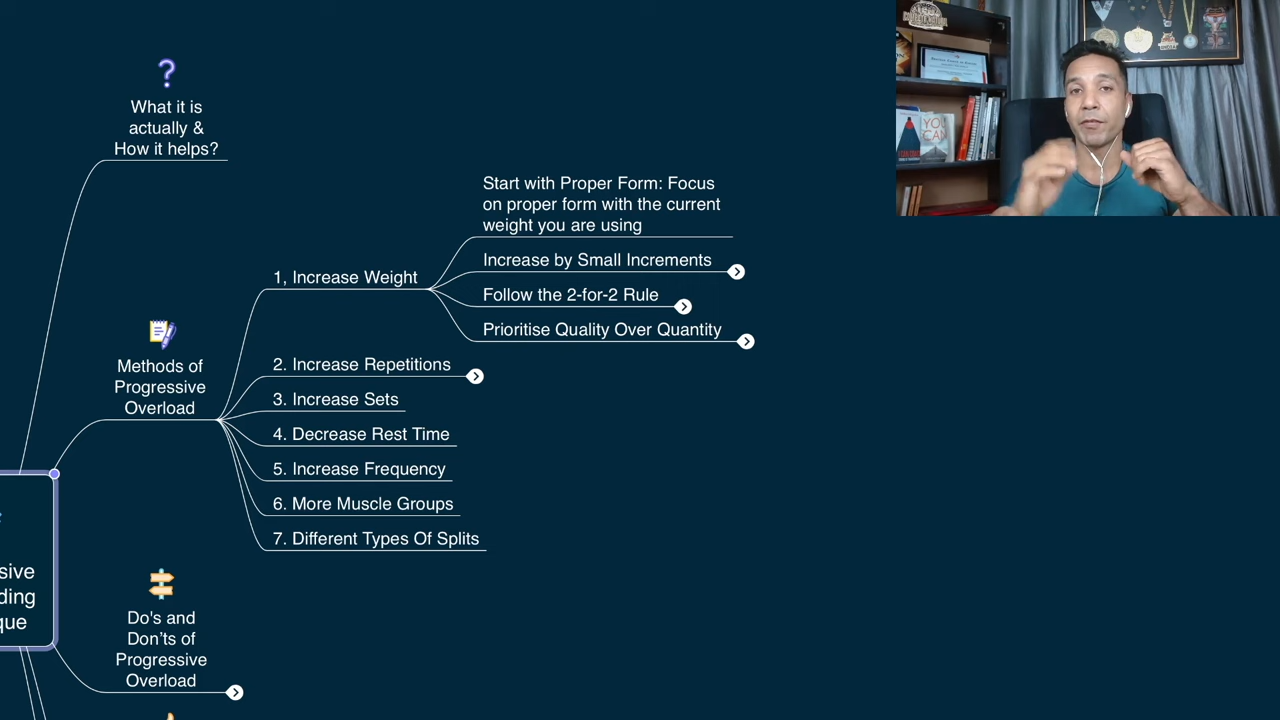 What it is
actually &
How it helps?
Start with Proper Form: Focus
on proper form with the current
weight you are using
1, Increase Weight
Increase by Small Increments
Follow the 2-for-2 Rule
Prioritise Quality Over Quantity
Methods of
Progressive
Overload
2. Increase Repetitions
3. Increase Sets
4. Decrease Rest Time
5. Increase Frequency
6. More Muscle Groups
7. Different Types Of Splits
sive
ding
que
Do's and
Don’ts of
Progressive
Overload
YOU
CAN